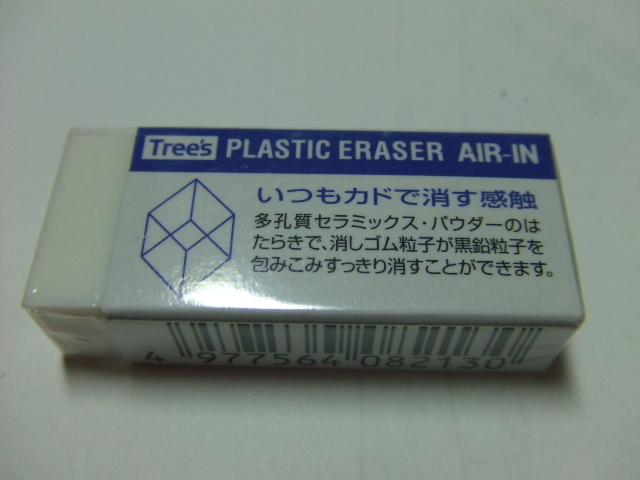 Tree's PLASTIC ERASER AIR-IN
いつもカドで消す感触
多孔質セラミックス・パウダーのは
たらきで、消しゴム粒子が黒鉛粒子を
包みこみすっきり消すことができます。
4 977564 082130